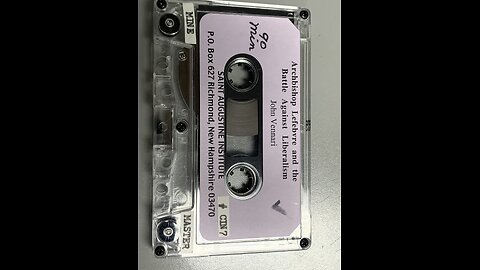 90
min
Archbishop Lefebvre and the
Battle Against Liberalism
John Vennari
SAINT AUGUSTINE INSTITUTE
P.O. Box 627 Richmond, New Hampshire 03470
MINE
MASTER
# CIN7